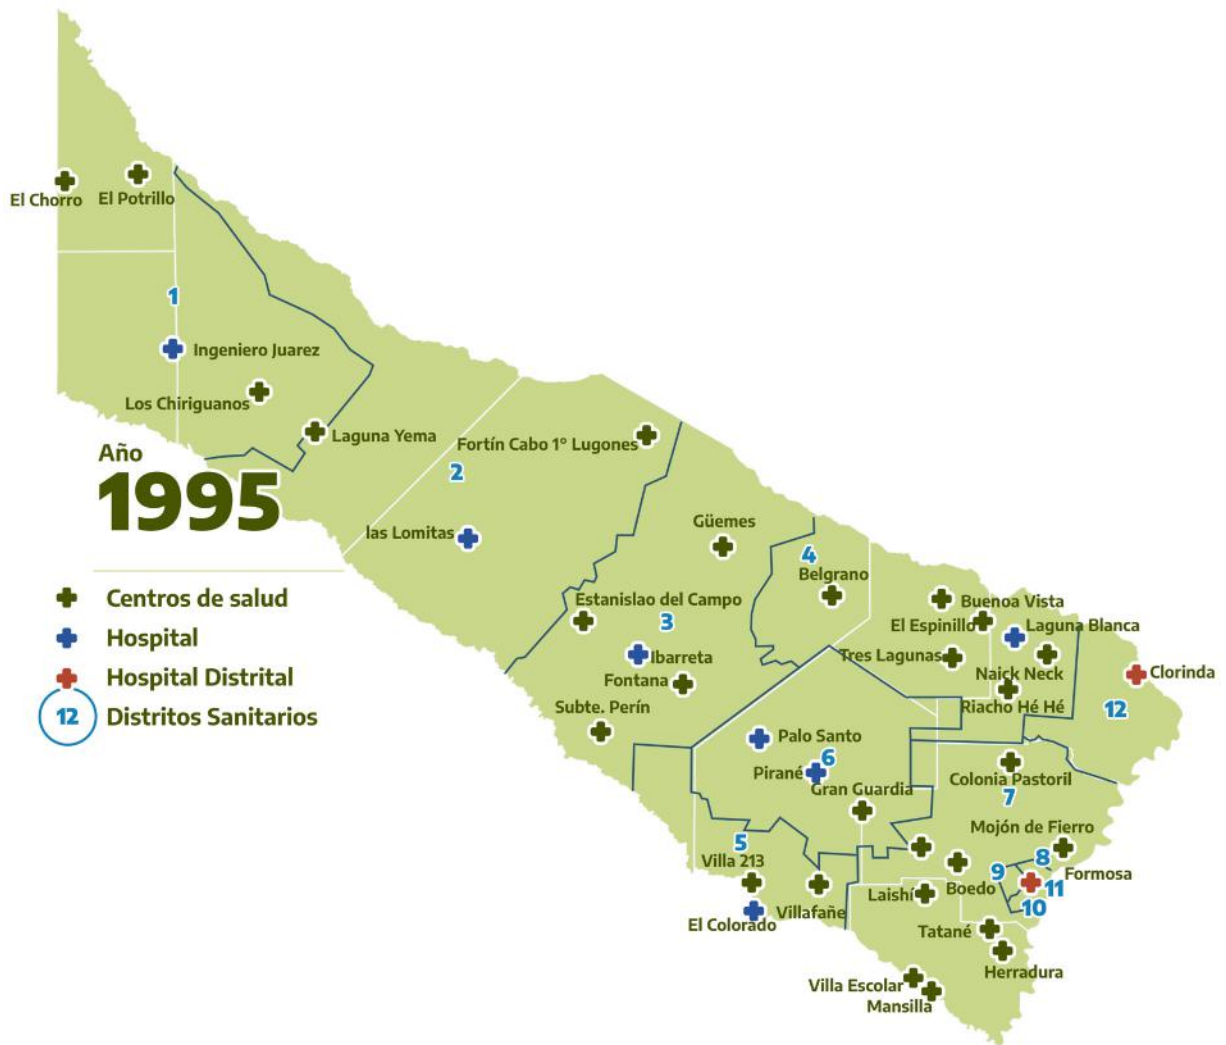 El Chorro
El Potrillo
1
Ingeniero Juarez
Los Chiriguanos
Laguna Yema
Fortín Cabo 1° Lugones
2
las Lomitas
Güemes
4
Belgrano
Estanislao del Campo
3
Ibarreta
Fontana
Subte. Perín
Buenoa Vista
El Espinillo
Laguna Blanca
Tres Lagunas
Naick Neck
Riacho Hé Hé
Clorinda
12
Palo Santo
6
Pirané
Gran Guardia
Colonia Pastoril
7
Mojón de Fierro
5
Villa 213
8
9
Formosa
11
Boedo
10
Laishí
Villafañe
El Colorado
Tatané
Herradura
Villa Escolar
Mansilla
Año
1995
Centros de salud
Hospital
Hospital Distrital
12 Distritos Sanitarios